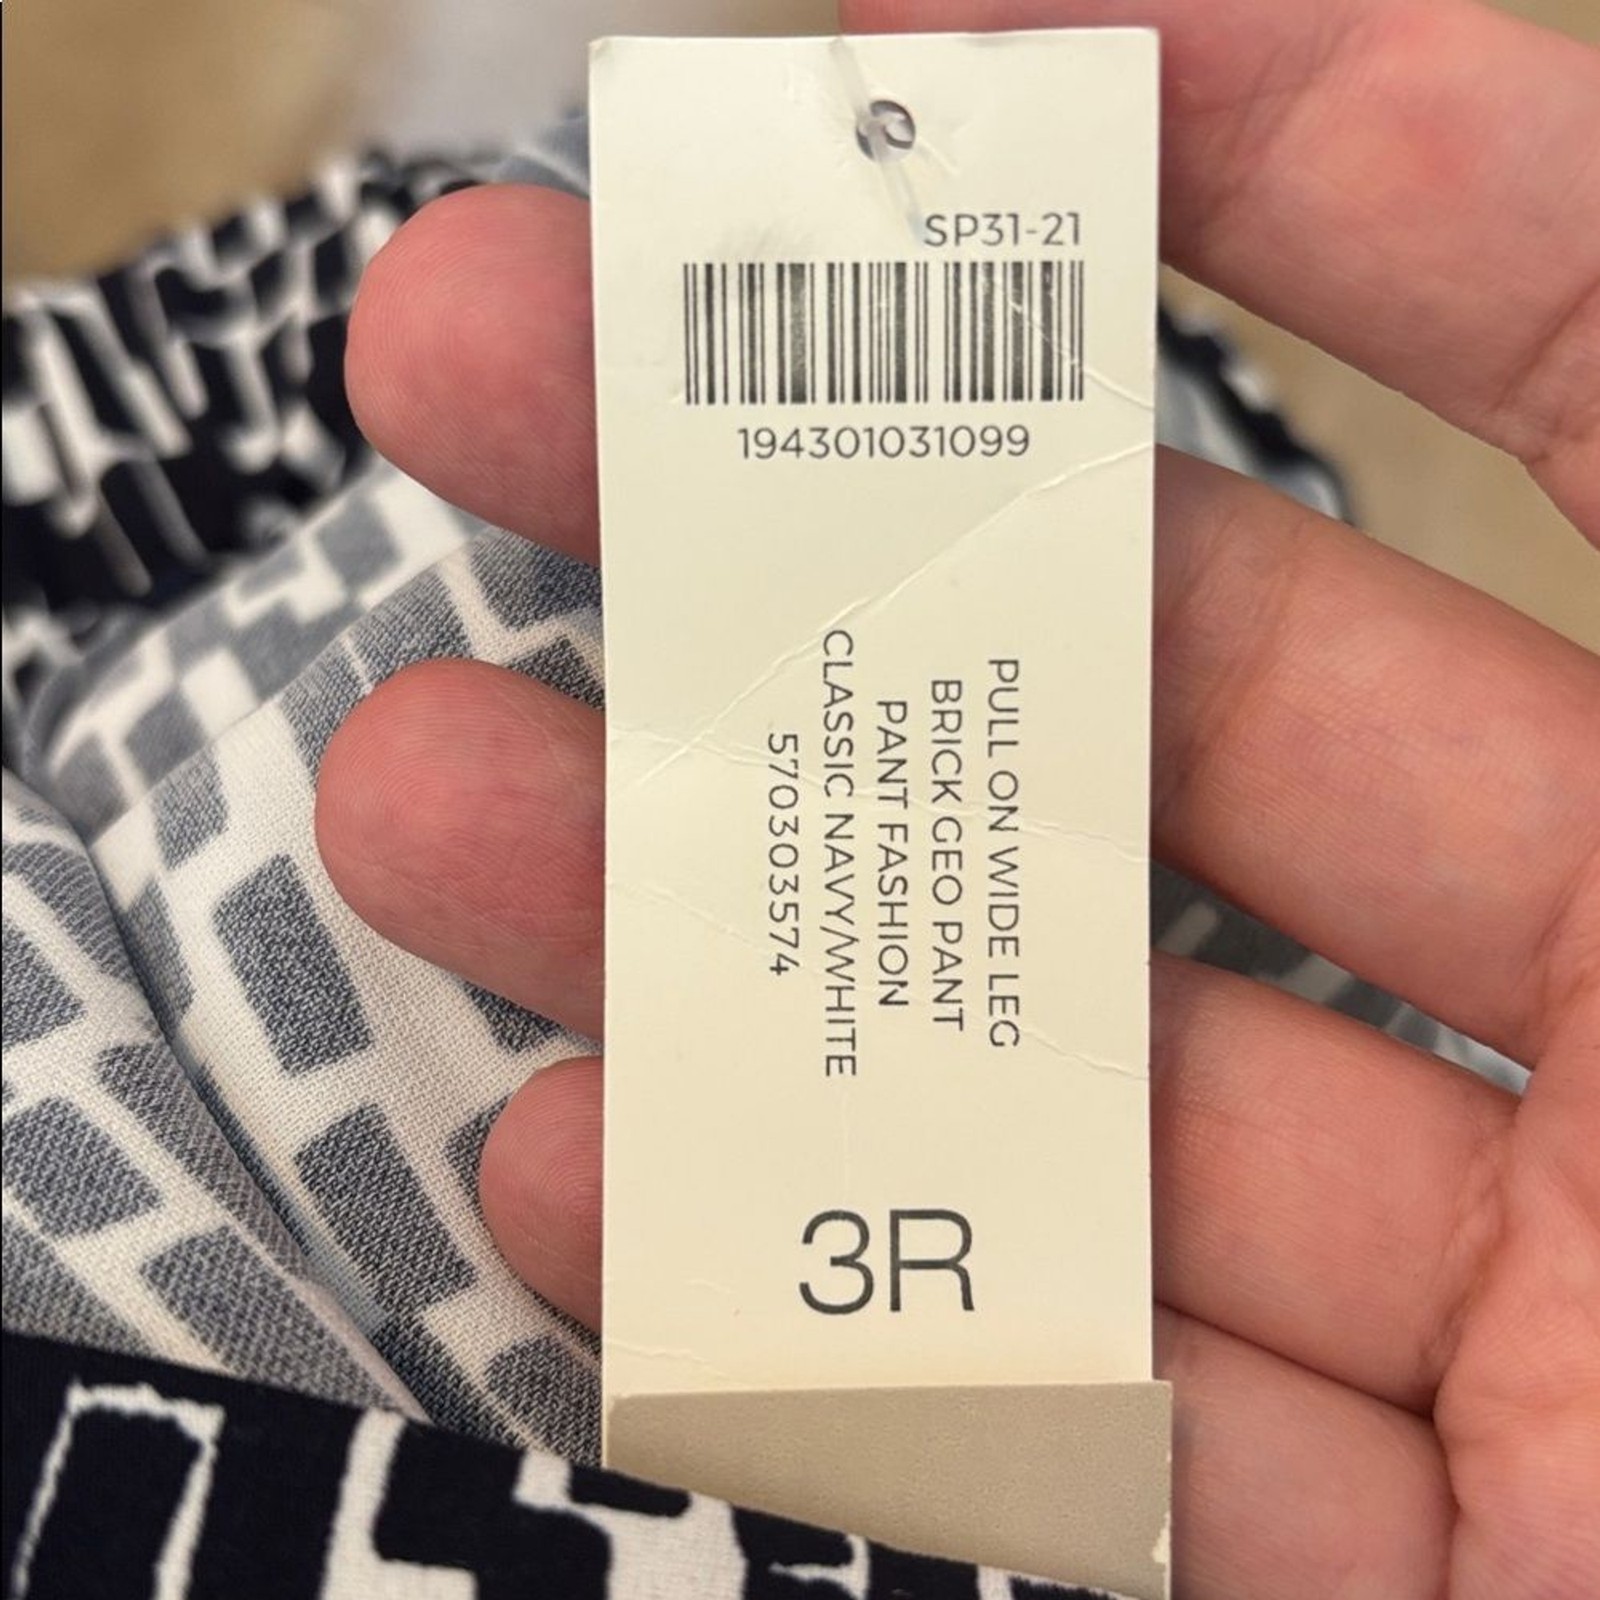 SP31-21
194301031099
PULL ON WIDE LEG
BRICK GEO PANT
PANT FASHION
CLASSIC NAVY/WHITE
570303574
3R